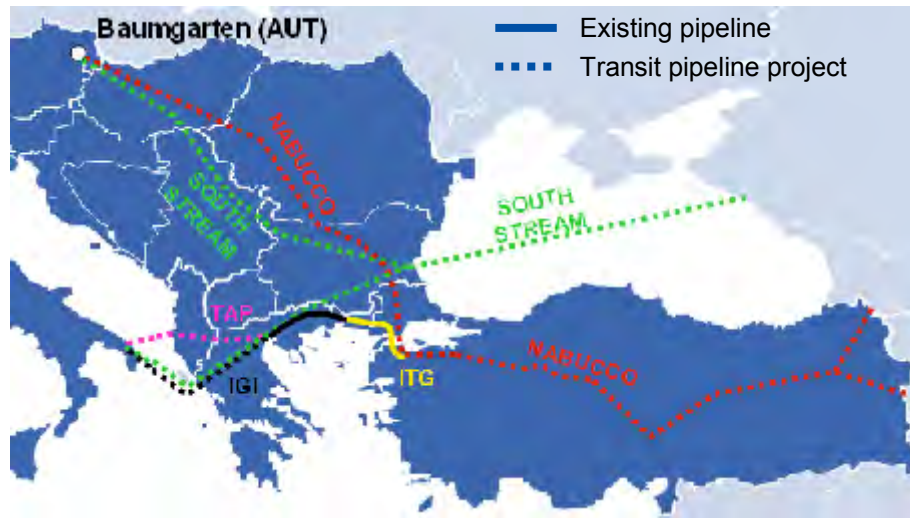 Baumgarten (AUT)
Existing pipeline
Transit pipeline project
NABUCCO
SOUTH
STREAM
SOUTH
STREAM
TAP
IGI
ITG
NABUCCO